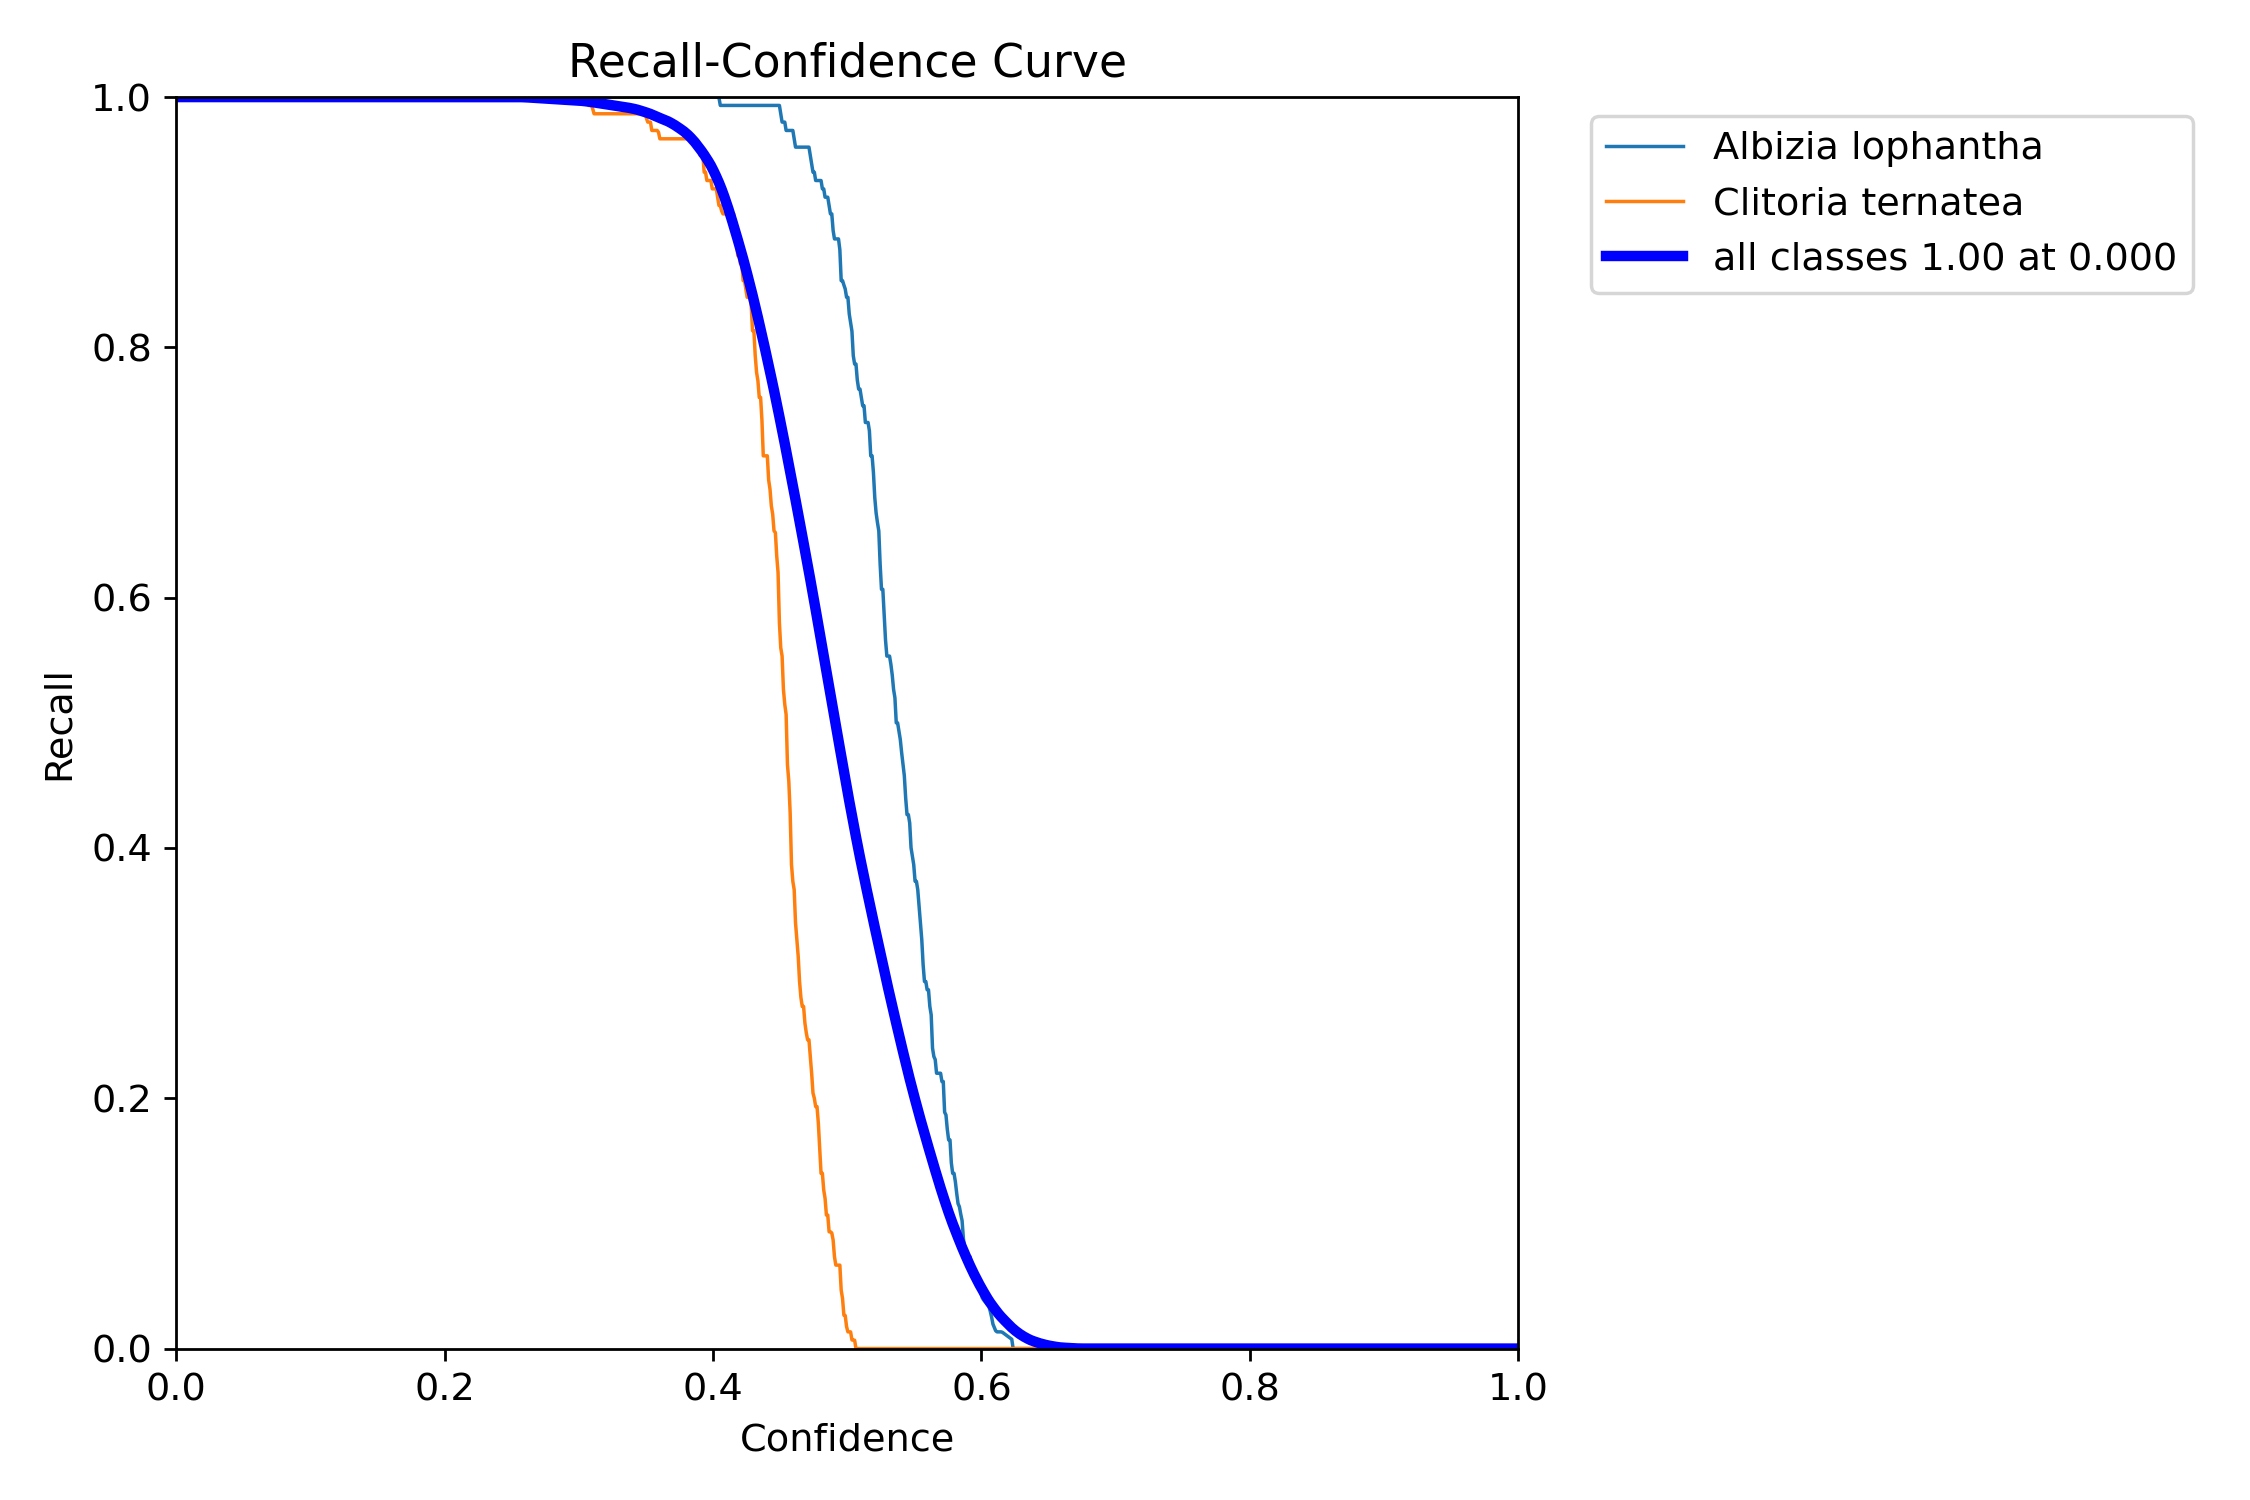 Recall-Confidence Curve
1.0
0.8
0.6
0.4
0.2
0.0
Recall
0.0 0.2 0.4 0.6 0.8 1.0
Confidence
Albizia lophantha
Clitoria ternatea
all classes 1.00 at 0.000